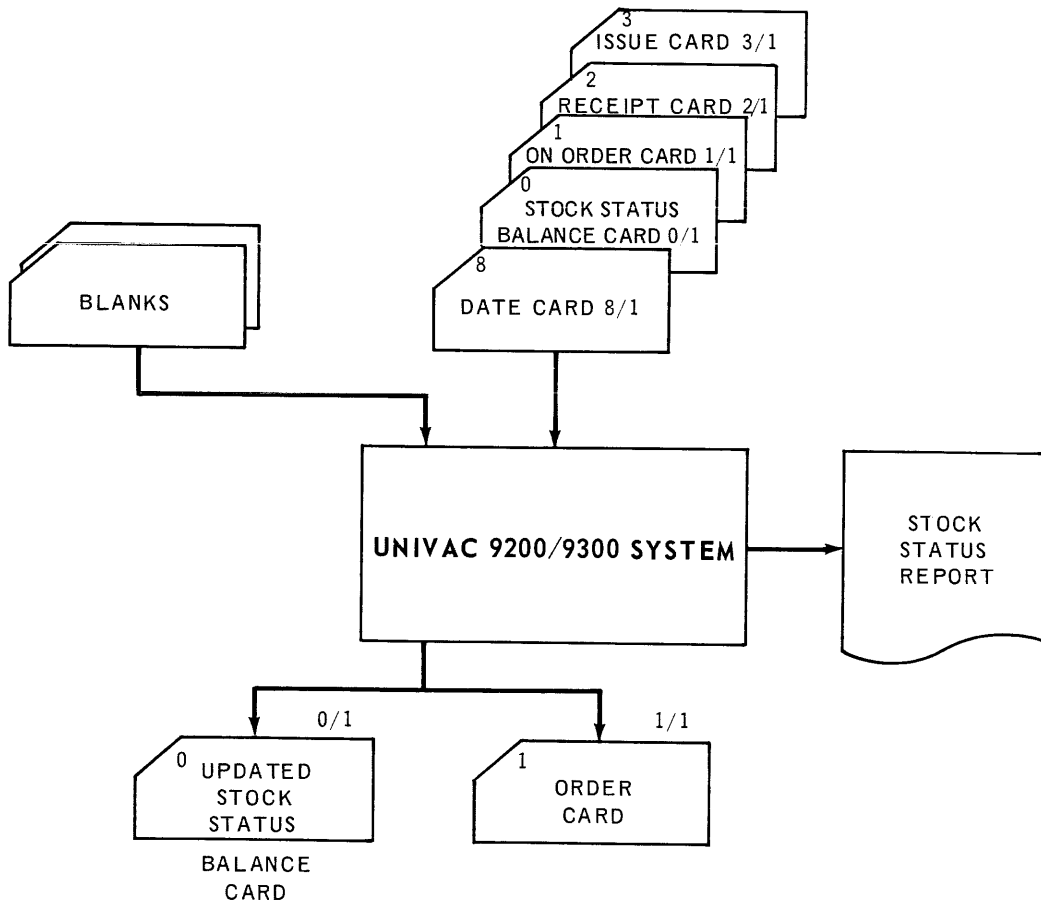 3
ISSUE CARD 3/1
2
RECEIPT CARD 2/1
1
ON ORDER CARD 1/1
0
STOCK STATUS
BALANCE CARD 0/1
8
DATE CARD 8/1
BLANKS
UNIVAC 9200/9300 SYSTEM
STOCK
STATUS
REPORT
0/1
0
UPDATED
STOCK
STATUS
BALANCE
CARD
1/1
1
ORDER
CARD